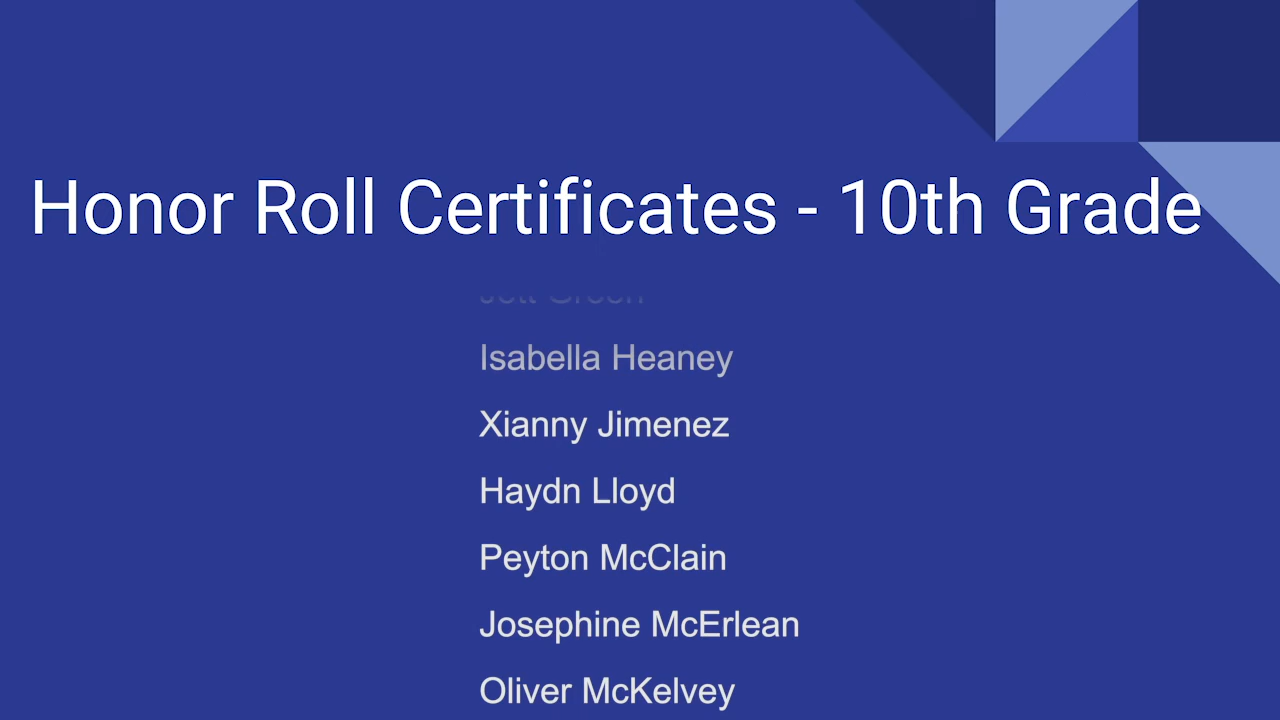 Honor Roll Certificates - 10th Grade
Isabella Heaney
Xianny Jimenez
Haydn Lloyd
Peyton McClain
Josephine McErlean
Oliver McKelvey